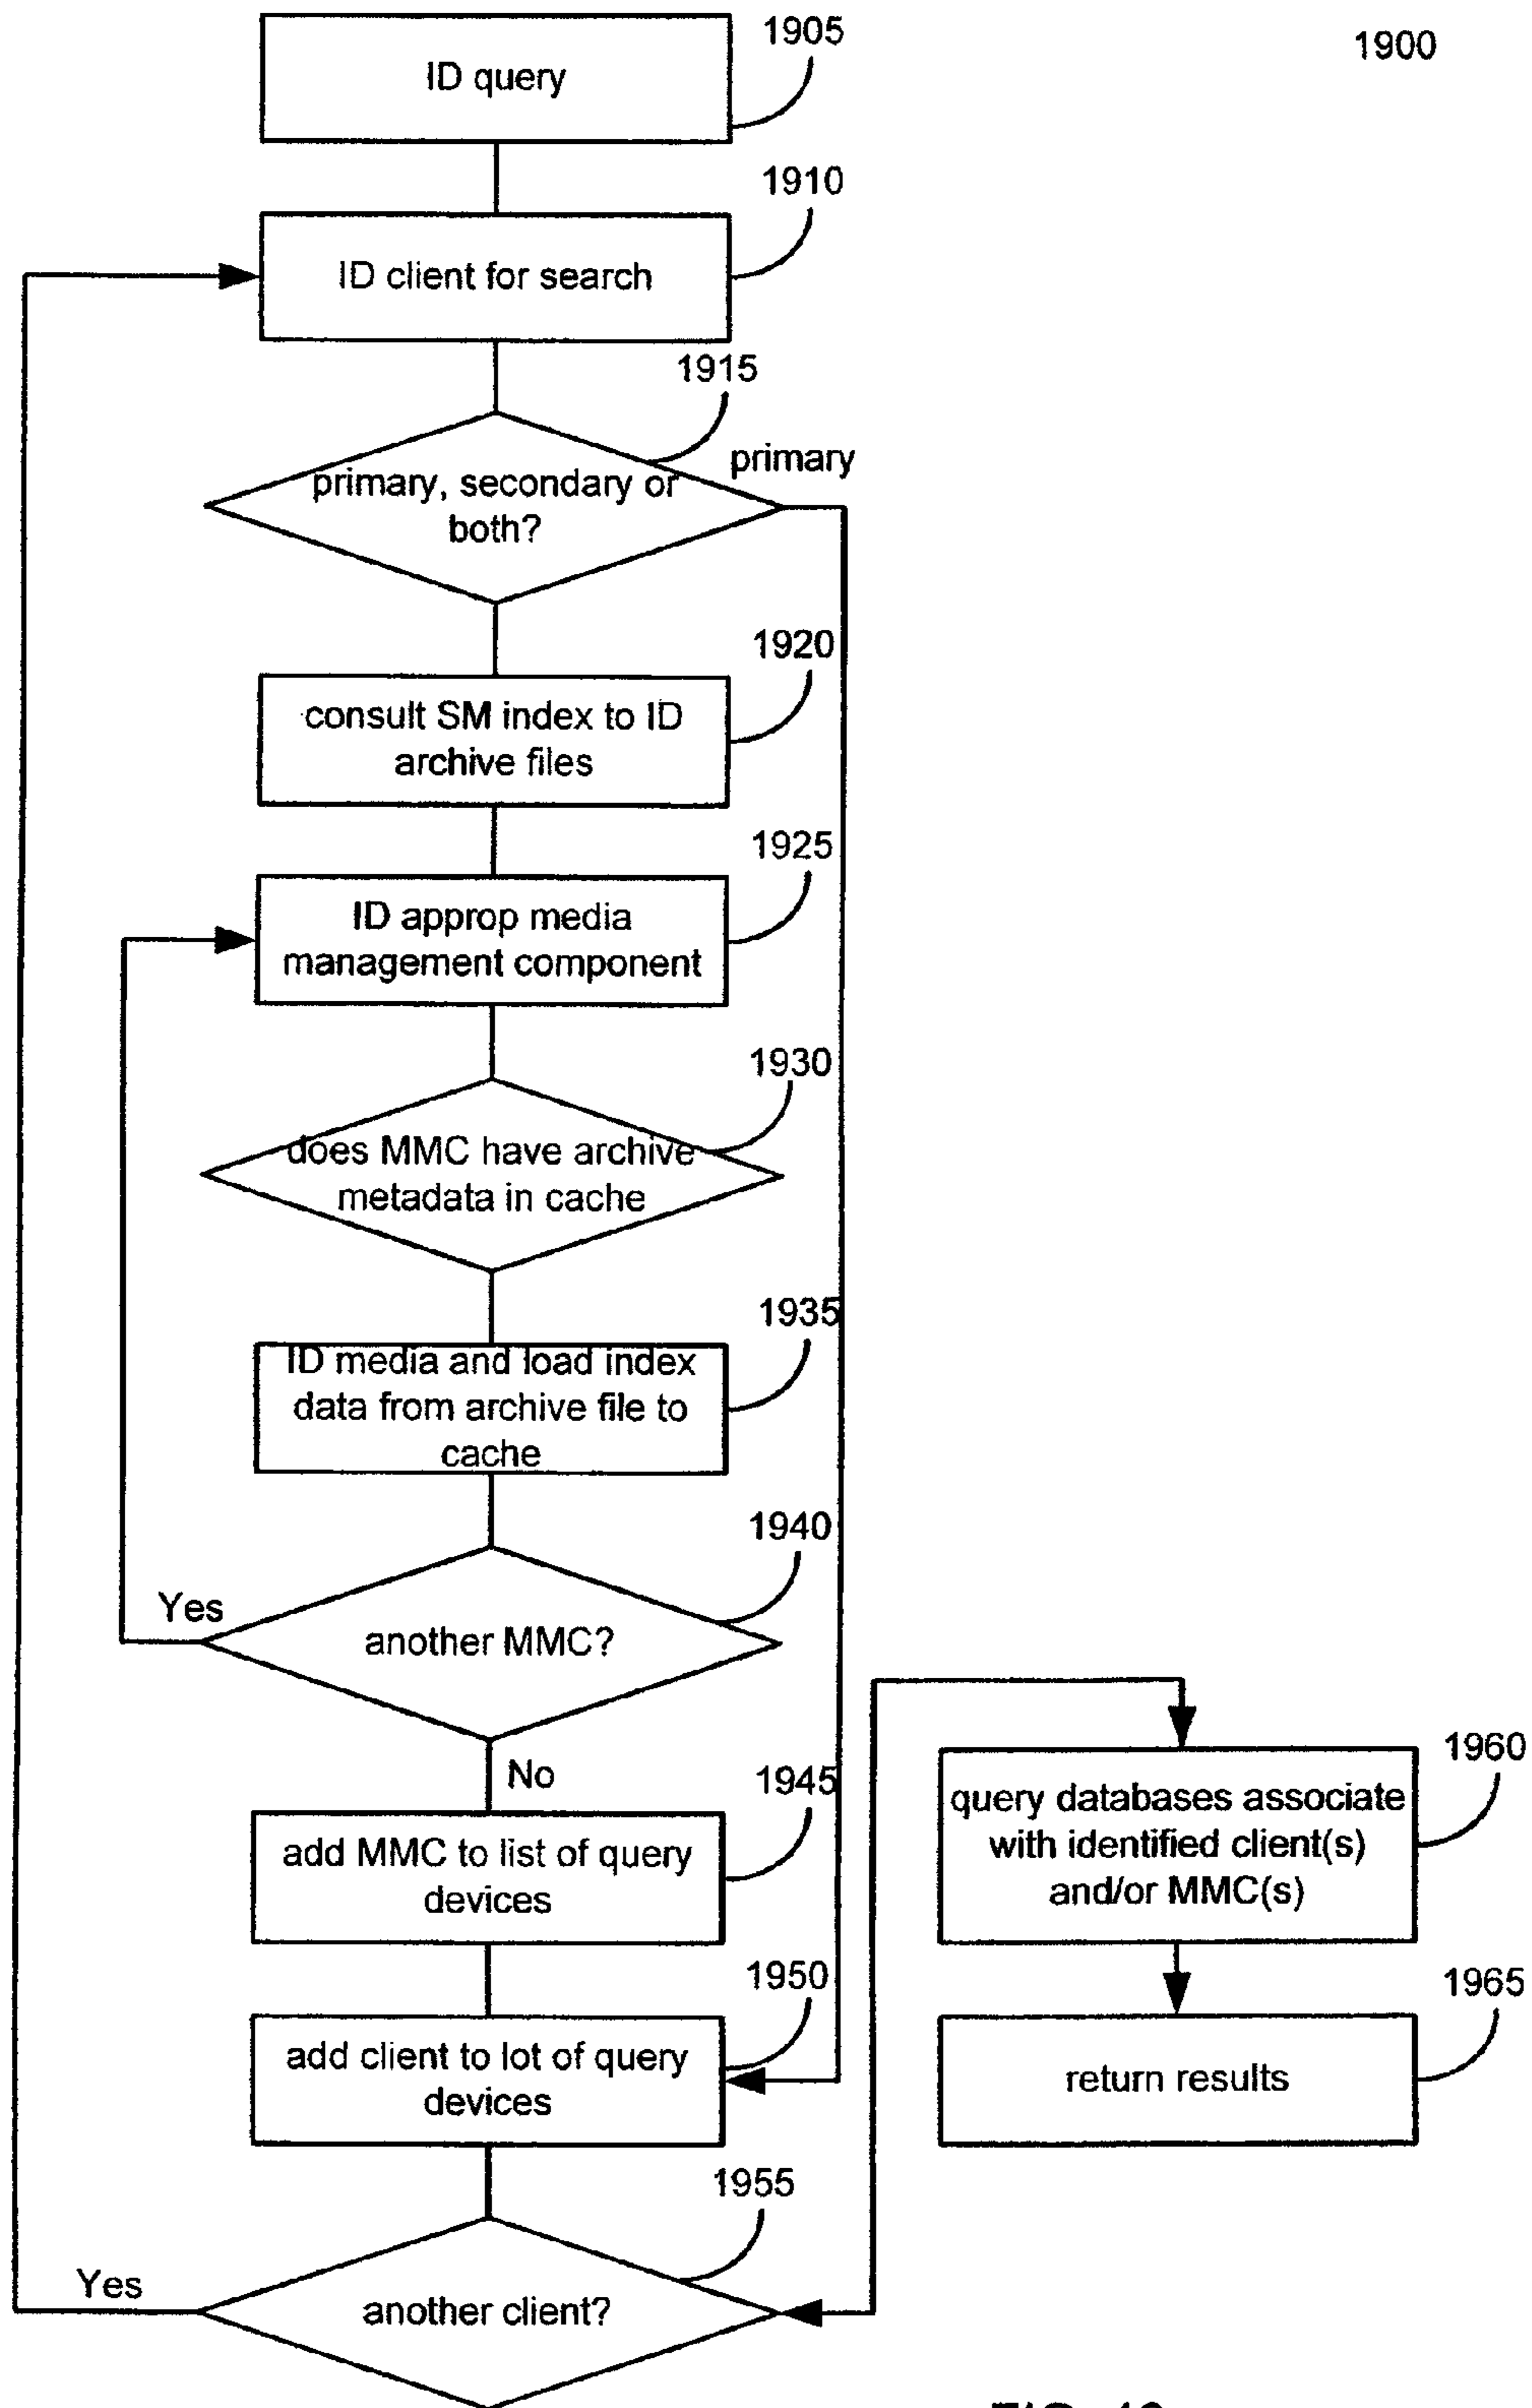 1905
1900
ID query
1910
ID client for search
1915
primary
primary, secondary or
both?
1920
consult SM index to ID
archive files
1925
ID approp media
management component
1930
does MMC have archive
metadata in cache
1935
ID media and load index
data from archive file to
cache
1940
Yes
another MMC?
No
1945
add MMC to list of query
devices
1950
add client to lot of query
devices
1955
Yes
another client?
1960
query databases associate
with identified client(s)
and/or MMC(s)
1965
return results